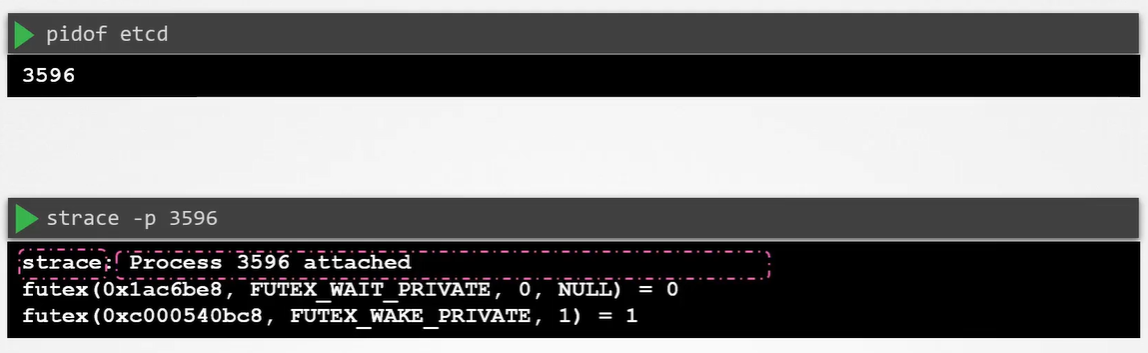 pidof etcd
3596
strace -p 3596
strace: Process 3596 attached
futex(0x1ac6be8, FUTEX_WAIT_PRIVATE, 0, NULL) = 0
futex(0xc000540bc8, FUTEX_WAKE_PRIVATE, 1) = 1